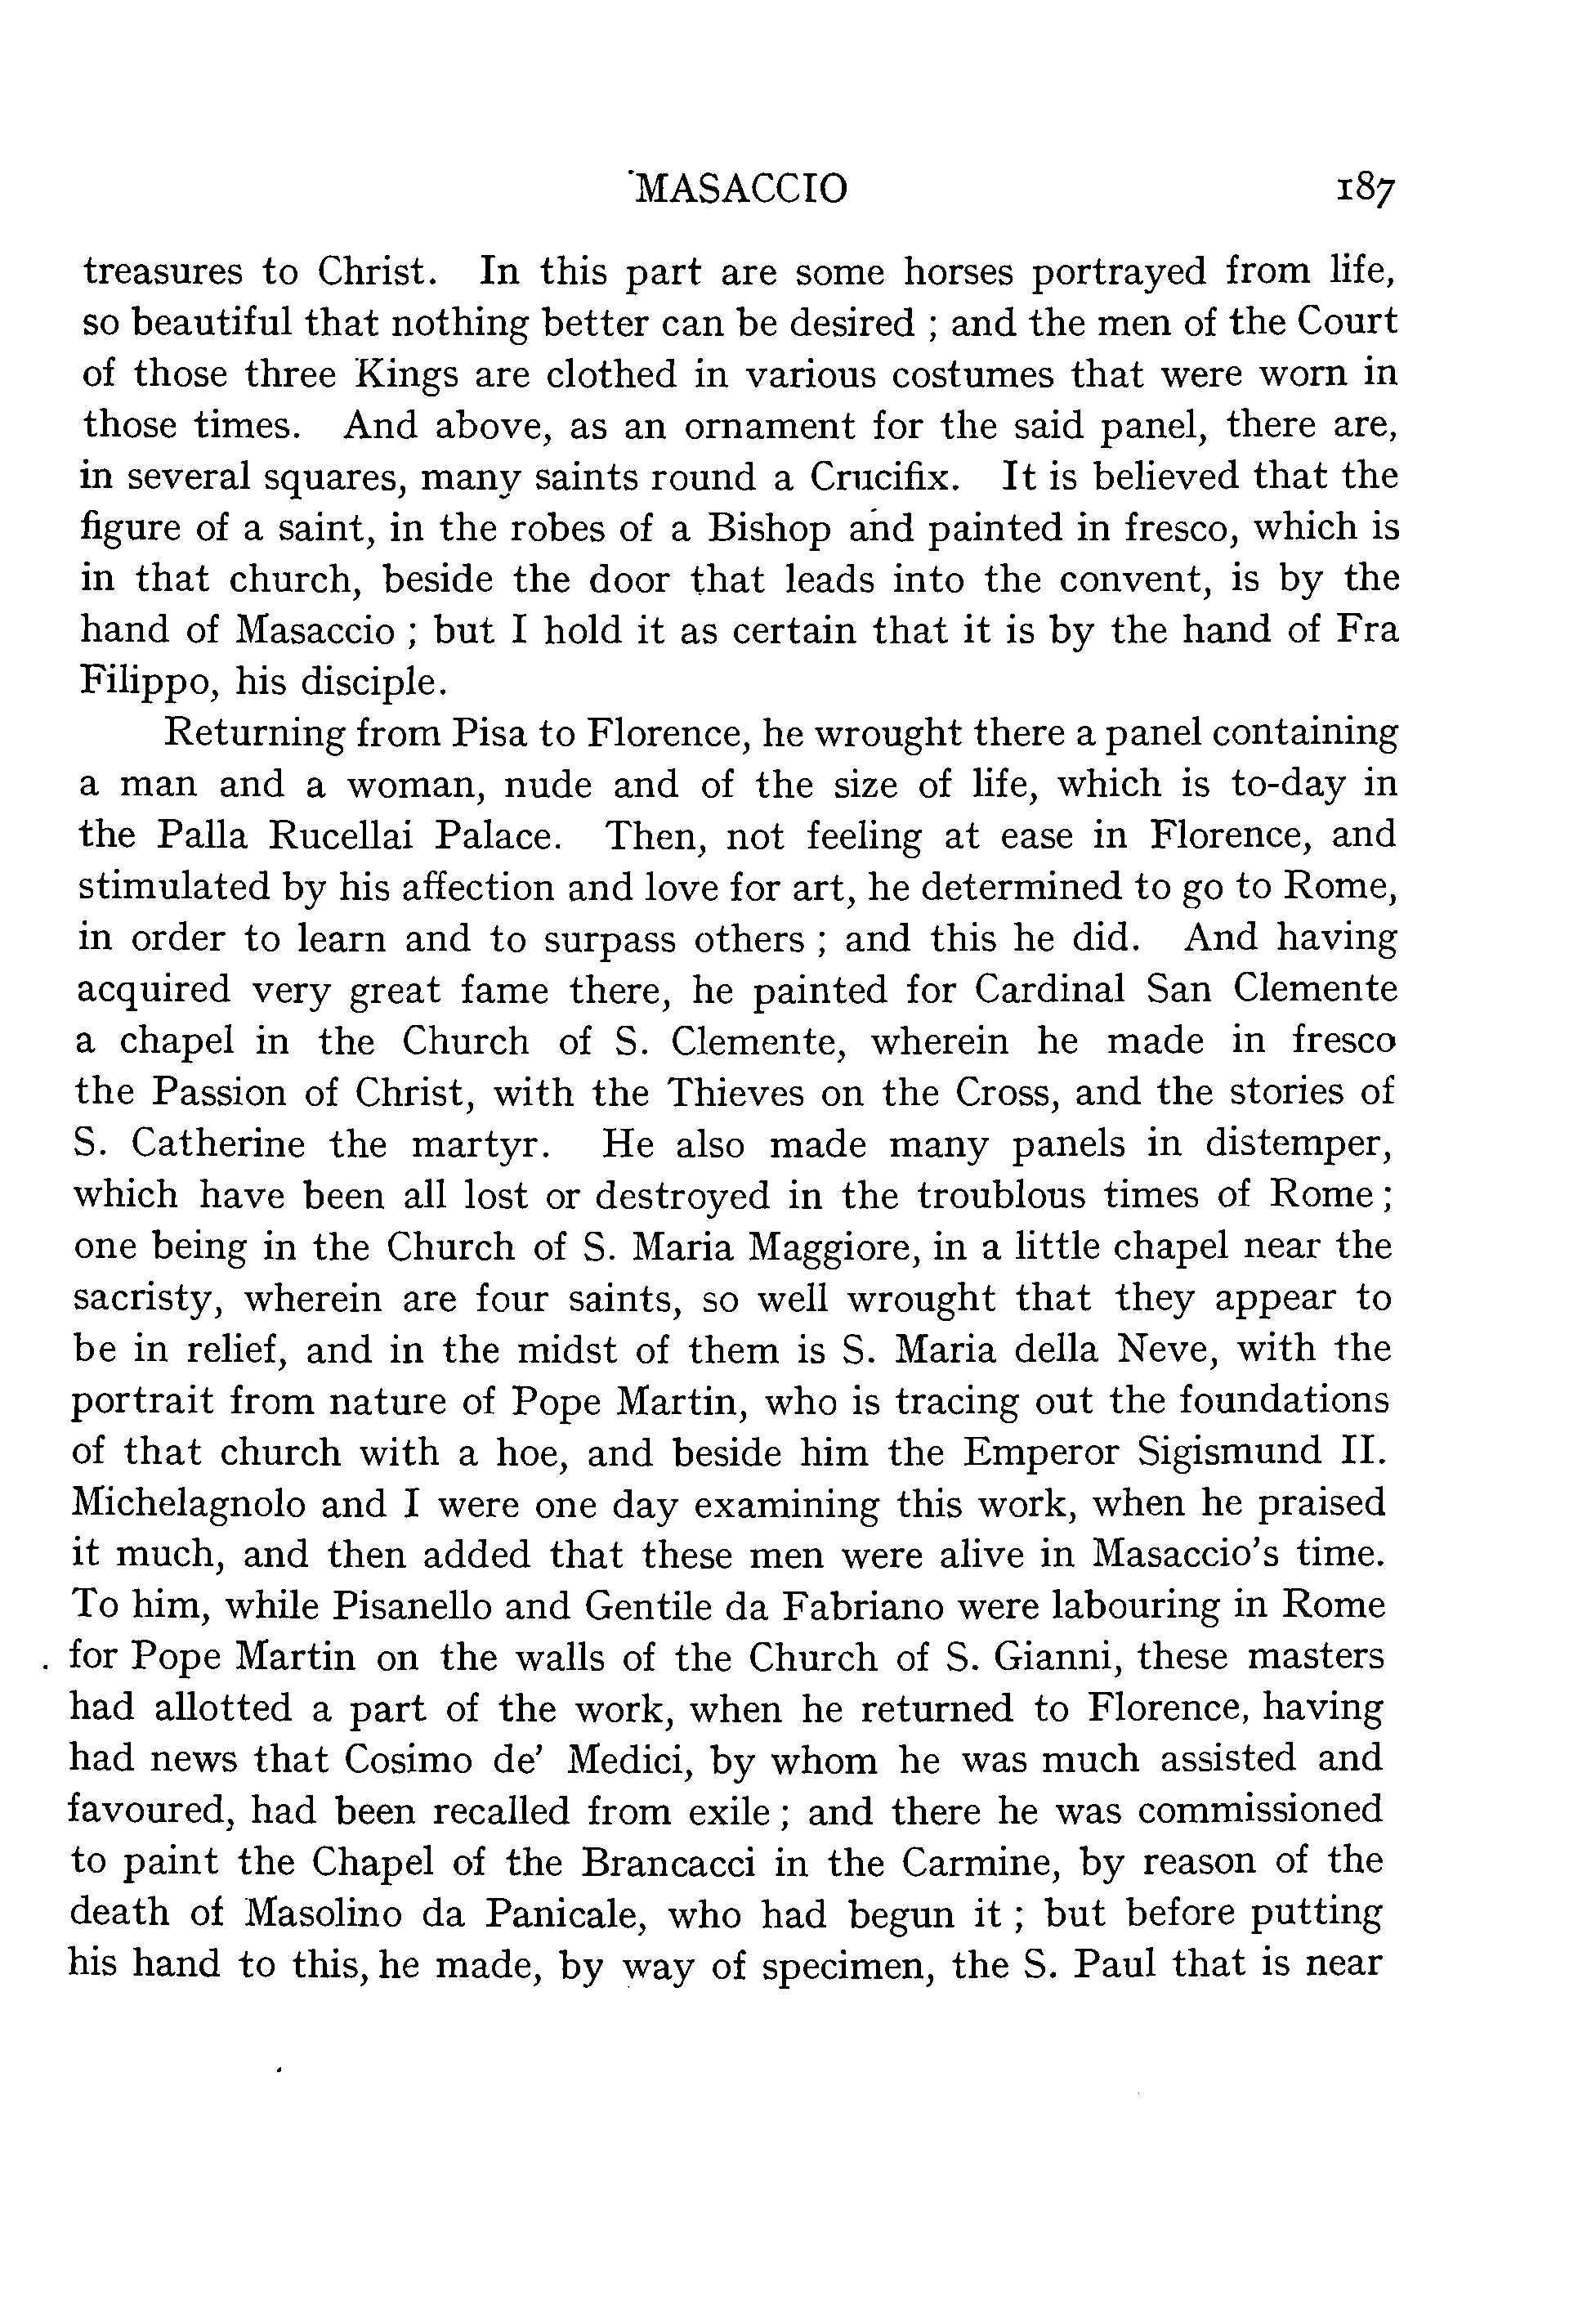 MASACCIO 187
treasures to Christ. In this part are some horses portrayed from life,
so beautiful that nothing better can be desired ; and the men of the Court
of those three Kings are clothed in various costumes that were worn in
those times. And above, as an ornament for the said panel, there are,
in several squares, many saints round a Crucifix. It is believed that the
figure of a saint, in the robes of a Bishop and painted in fresco, which is
in that church, beside the door that leads into the convent, is by the
hand of Masaccio ; but I hold it as certain that it is by the hand of Fra
Filippo, his disciple.
Returning from Pisa to Florence, he wrought there a panel containing
a man and a woman, nude and of the size of life, which is to-day in
the Palla Rucellai Palace. Then, not feeling at ease in Florence, and
stimulated by his affection and love for art, he determined to go to Rome,
in order to learn and to surpass others ; and this he did. And having
acquired very great fame there, he painted for Cardinal San Clemente
a chapel in the Church of S. Clemente, wherein he made in fresco
the Passion of Christ, with the Thieves on the Cross, and the stories of
S. Catherine the martyr. He also made many panels in distemper,
which have been all lost or destroyed in the troublous times of Rome ;
one being in the Church of S. Maria Maggiore, in a little chapel near the
sacristy, wherein are four saints, so well wrought that they appear to
be in relief, and in the midst of them is S. Maria della Neve, with the
portrait from nature of Pope Martin, who is tracing out the foundations
of that church with a hoe, and beside him the Emperor Sigismund II.
Michelagnolo and I were one day examining this work, when he praised
it much, and then added that these men were alive in Masaccio's time.
To him, while Pisanello and Gentile da Fabriano were labouring in Rome
for Pope Martin on the walls of the Church of S. Gianni, these masters
had allotted a part of the work, when he returned to Florence, having
had news that Cosimo de' Medici, by whom he was much assisted and
favoured, had been recalled from exile ; and there he was commissioned
to paint the Chapel of the Brancacci in the Carmine, by reason of the
death of Masolino da Panicale, who had begun it ; but before putting
his hand to this, he made, by way of specimen, the S. Paul that is near